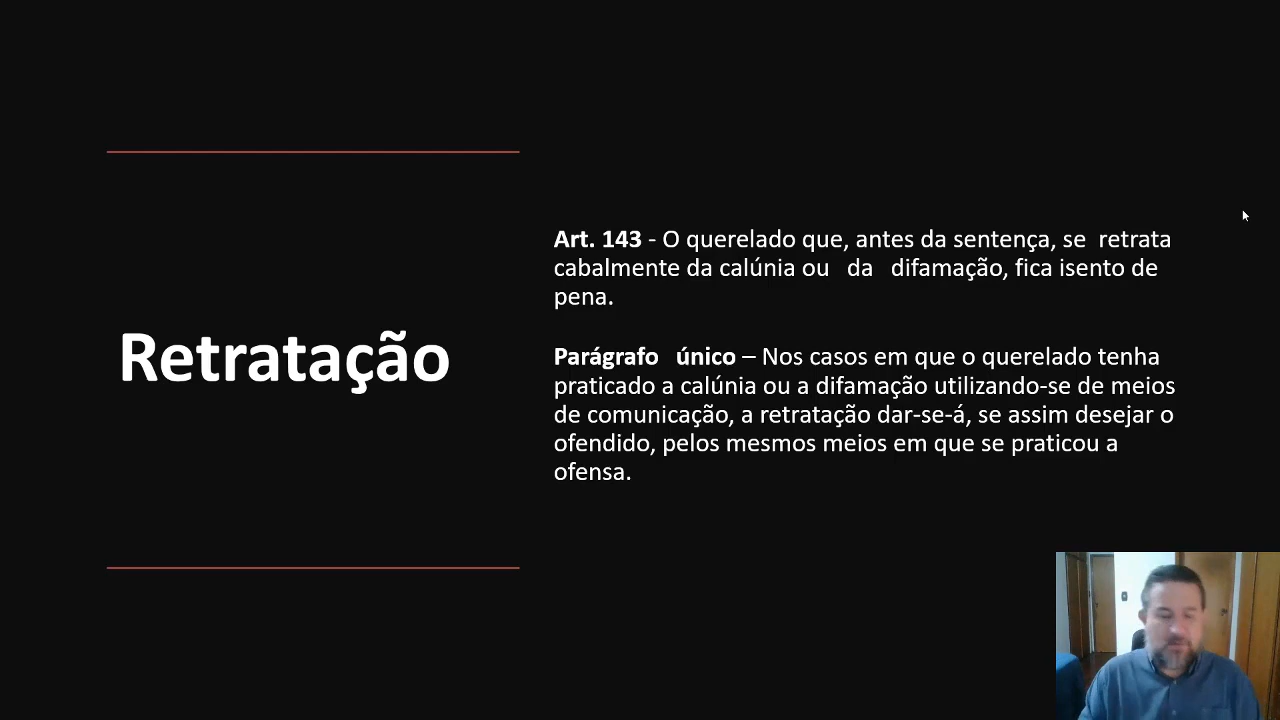 Retratação
Art. 143 - O querelado que, antes da sentença, se retrata
cabalmente da calúnia ou da difamação, fica isento de
pena.
Parágrafo único – Nos casos em que o querelado tenha
praticado a calúnia ou a difamação utilizando-se de meios
de comunicação, a retratação dar-se-á, se assim desejar o
ofendido, pelos mesmos meios em que se praticou a
ofensa.